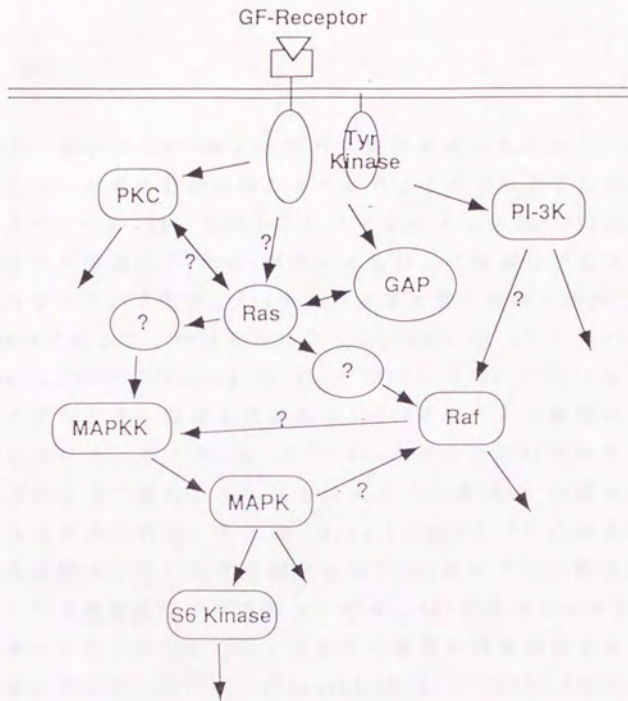 GF-Receptor
Tyr
Kinase
PKC
PI-3K
?
?
GAP
?
?
Ras
?
?
MAPKK
Raf
MAPK
?
S6 Kinase